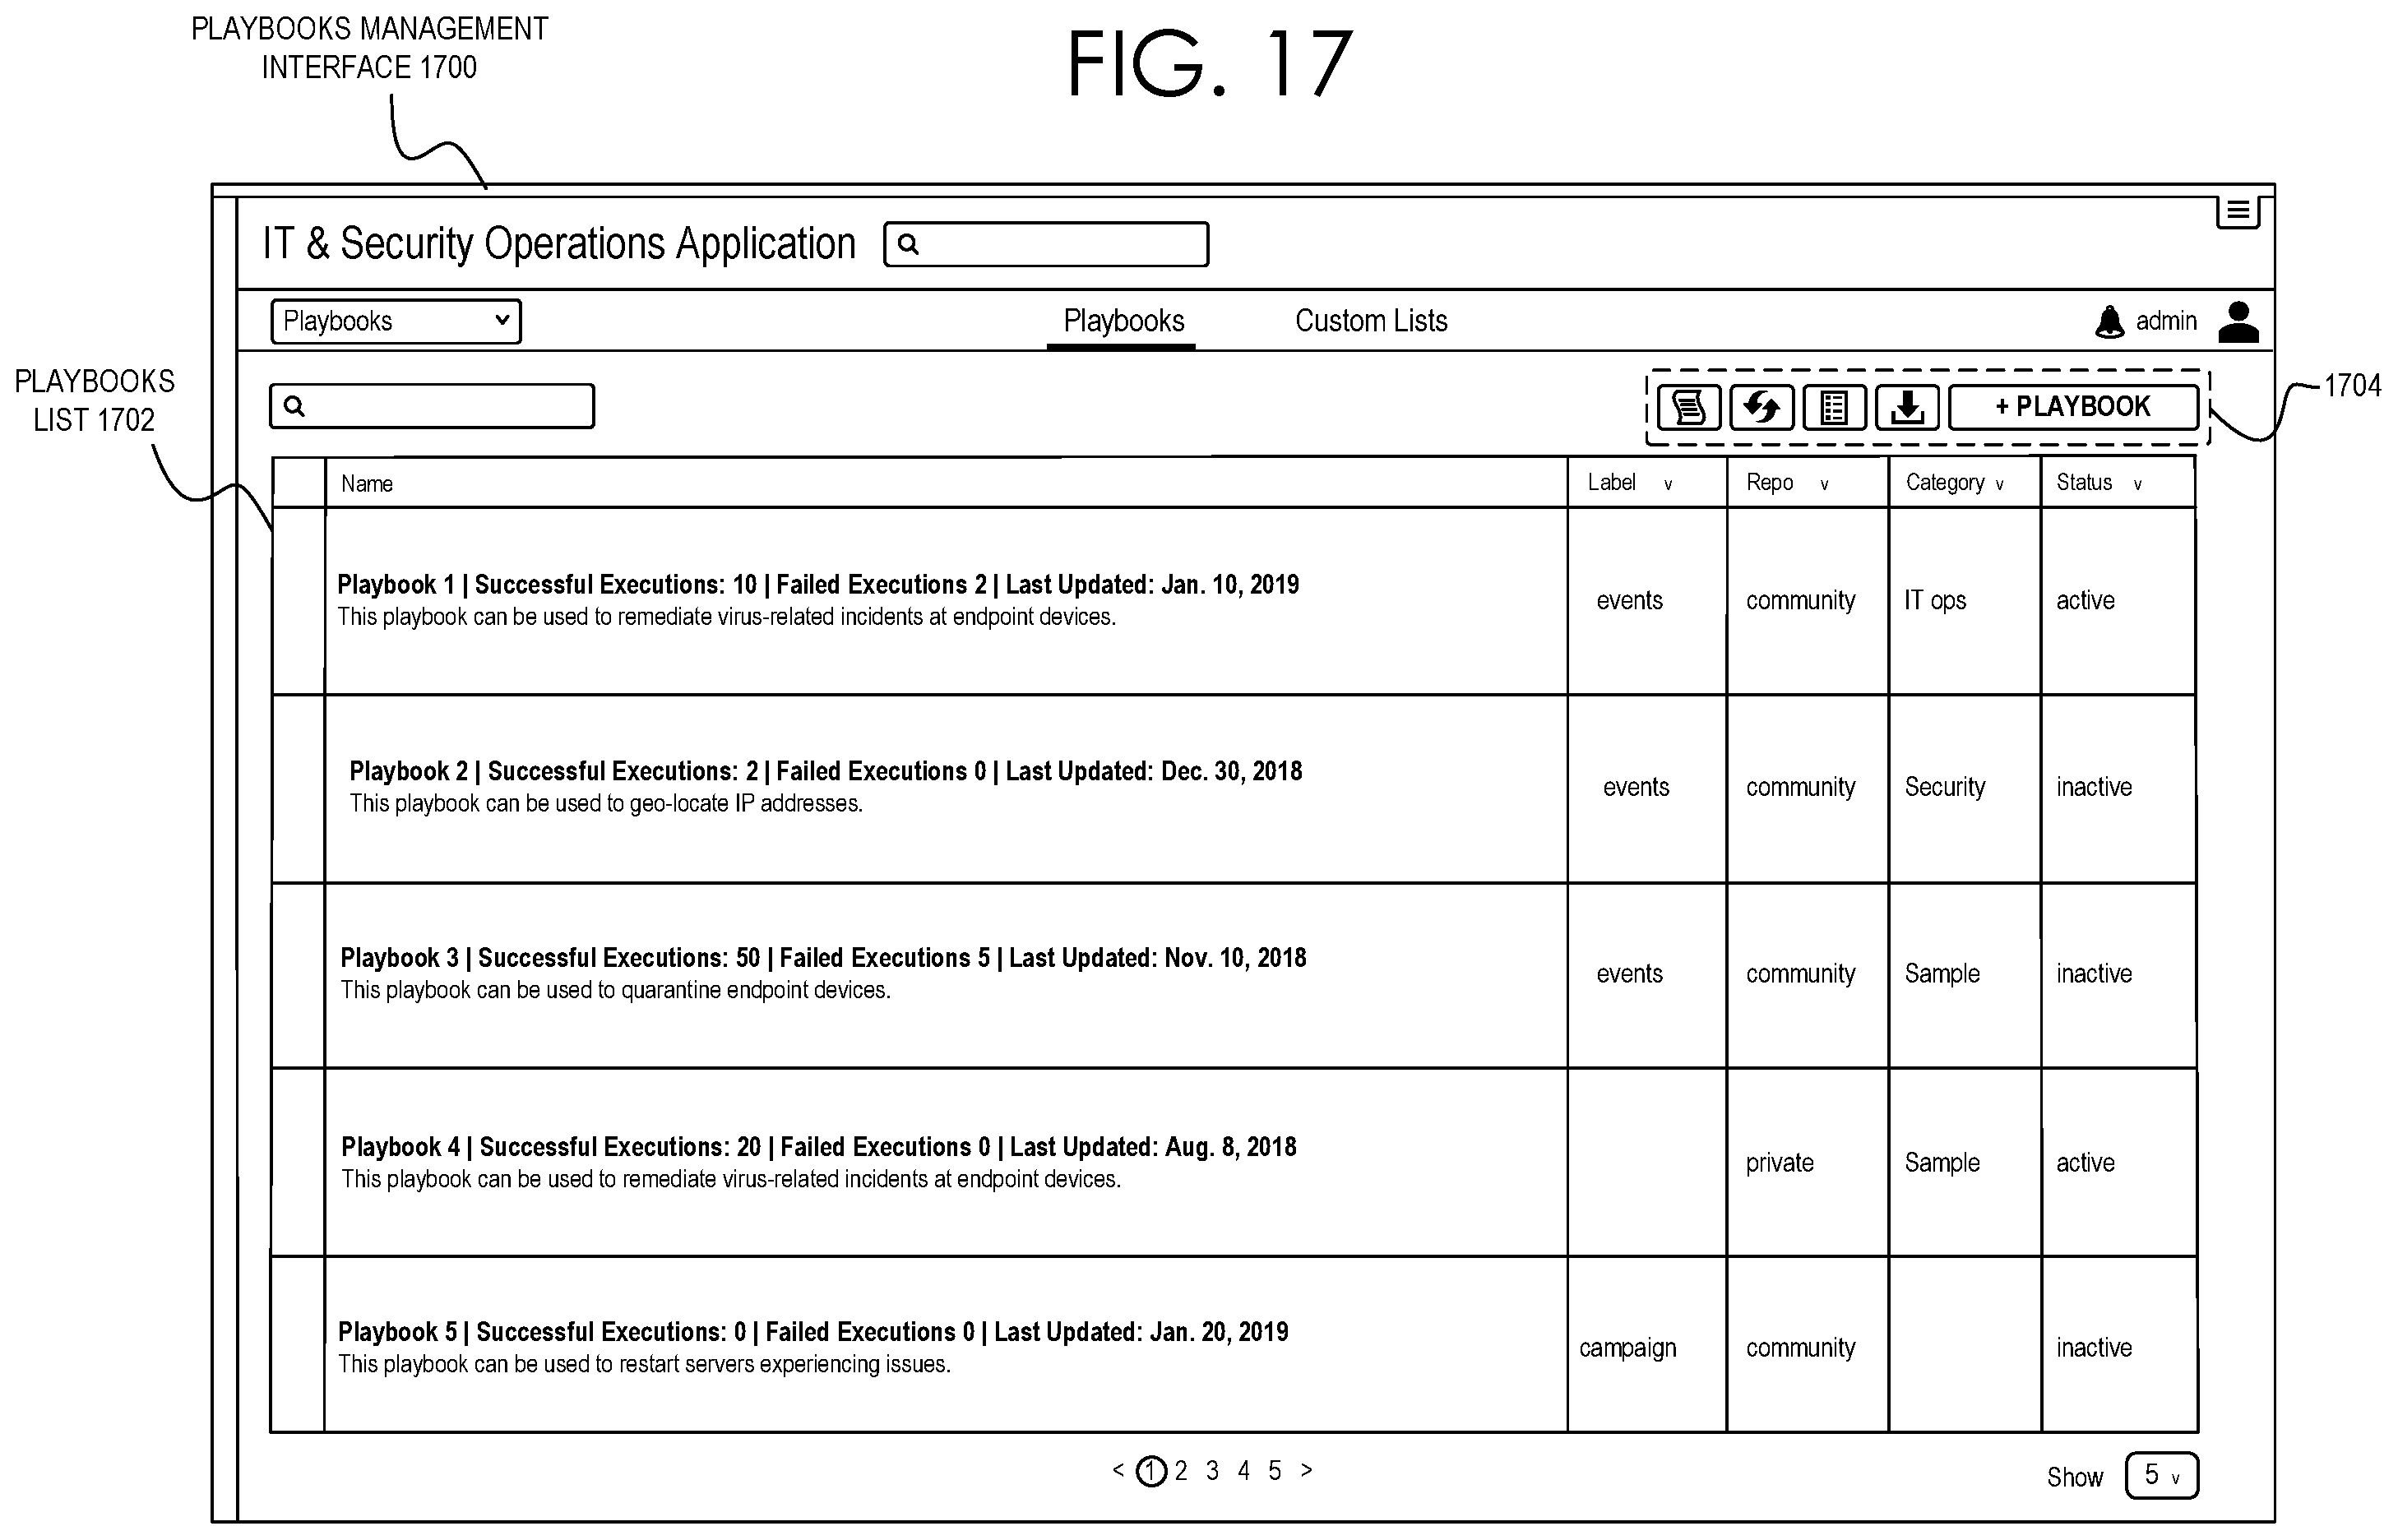 PLAYBOOKS MANAGEMENT
INTERFACE 1700
FIG. 17
IT & Security Operations Application
Playbooks
Playbooks
Custom Lists
admin
PLAYBOOKS
LIST 1702
+ PLAYBOOK
1704
Name
Label v
Repo v
Category v
Status v
Playbook 1 | Successful Executions: 10 | Failed Executions 2 | Last Updated: Jan. 10, 2019
This playbook can be used to remediate virus-related incidents at endpoint devices.
events
community
IT ops
active
Playbook 2 | Successful Executions: 2 | Failed Executions 0 | Last Updated: Dec. 30, 2018
This playbook can be used to geo-locate IP addresses.
events
community
Security
inactive
Playbook 3 | Successful Executions: 50 | Failed Executions 5 | Last Updated: Nov. 10, 2018
This playbook can be used to quarantine endpoint devices.
events
community
Sample
inactive
Playbook 4 | Successful Executions: 20 | Failed Executions 0 | Last Updated: Aug. 8, 2018
This playbook can be used to remediate virus-related incidents at endpoint devices.
private
Sample
active
Playbook 5 | Successful Executions: 0 | Failed Executions 0 | Last Updated: Jan. 20, 2019
This playbook can be used to restart servers experiencing issues.
campaign
community
inactive
< 1 2 3 4 5 >
Show 5 v